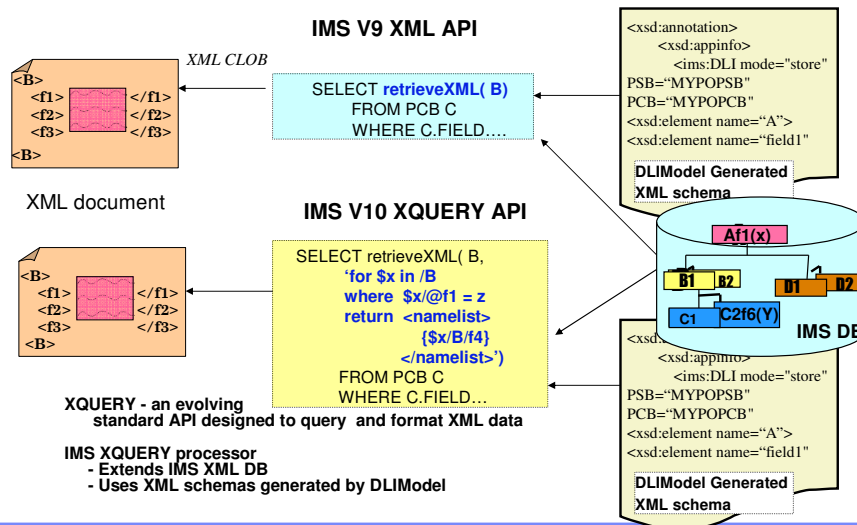 IMS V9 XML API
XML CLOB
<B>
<f1> </f1>
<f2> </f2>
<f3> </f3>
<B>
XML document
SELECT retrieveXML( B)
FROM PCB C
WHERE C.FIELD....
<xsd:annotation>
<xsd:appinfo>
<ims:DLI mode="store"
PSB=“MYPOPSB”
PCB=“MYPOPCB”
<xsd:element name=“A”>
<xsd:element name=“field1"
DLIModel Generated
XML schema
IMS V10 XQUERY API
<B>
<f1> </f1>
<f2> </f2>
<f3> </f3>
<B>
SELECT retrieveXML( B,
‘for $x in /B
where $x/@f1 = z
return <namelist>
{$x/B/f4}
</namelist>’)
FROM PCB C
WHERE C.FIELD...
Af1(x)
B1 B2
D1 D2
C1 C2f6(Y)
IMS DB
<xsd:
<xsd:appinfo>
<ims:DLI mode="store"
PSB=“MYPOPSB”
PCB=“MYPOPCB”
<xsd:element name=“A”>
<xsd:element name=“field1"
DLIModel Generated
XML schema
XQUERY - an evolving
standard API designed to query and format XML data
IMS XQUERY processor
- Extends IMS XML DB
- Uses XML schemas generated by DLIModel